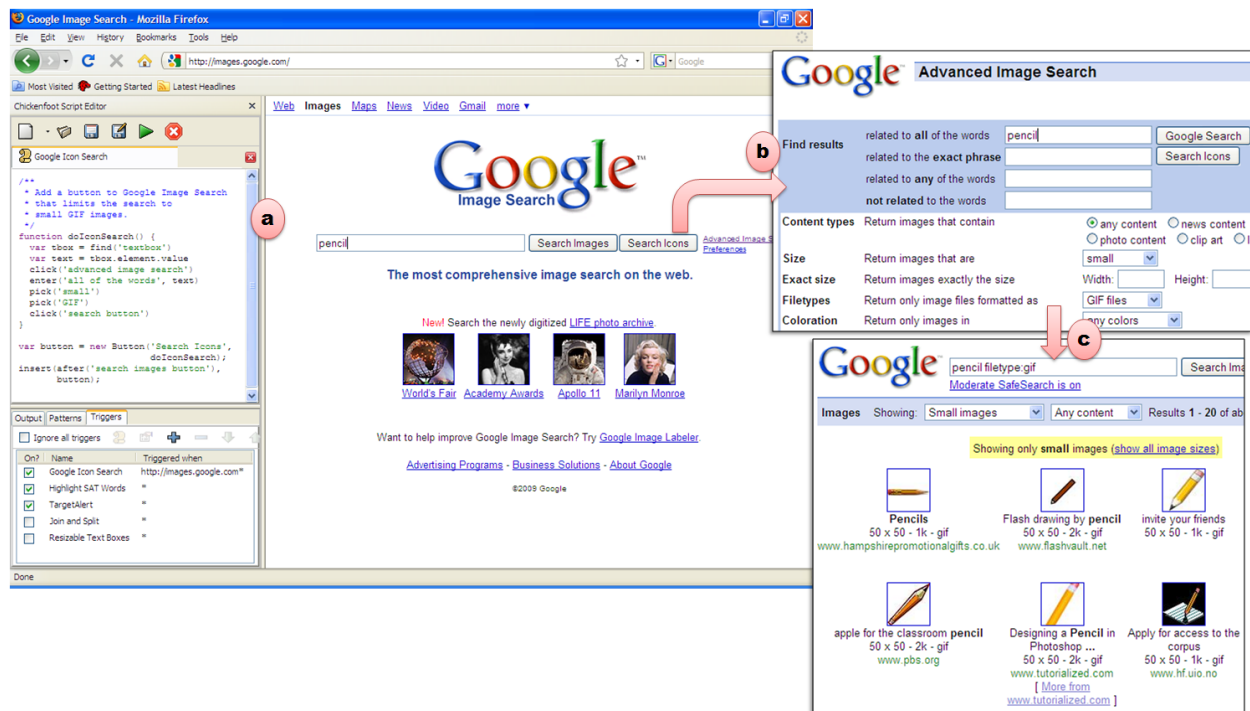 Google Image Search - Mozilla Firefox
File Edit View History Bookmarks Tools Help
http://images.google.com/
Google
Most Visited Getting Started Latest Headlines
Chickenfoot Script Editor
Google Icon Search
/**
* Add a button to Google Image Search
* that limits the search to
* small GIF images.
*/
function doIconSearch() {
var tbox = find('textbox')
var text = tbox.element.value
click('advanced image search')
enter('all of the words', text)
pick('small')
pick('GIF')
click('search button')
}
var button = new Button('Search Icons',
doIconSearch);
insert(after('search images button'),
button);
Output Patterns Triggers
Ignore all triggers
On? Name Triggered when
Google Icon Search http://images.google.com*
Highlight SAT Words *
TargetAlert *
Join and Split *
Resizable Text Boxes *
Done
a
Web Images Maps News Video Gmail more ▼
Google™
Image Search
pencil Search Images Search Icons
Advanced Image S
Preferences
The most comprehensive image search on the web.
New! Search the newly digitized LIFE photo archive.
World's Fair Academy Awards Apollo 11 Marilyn Monroe
Want to help improve Google Image Search? Try Google Image Labeler.
Advertising Programs - Business Solutions - About Google
©2009 Google
b
Google™ Advanced Image Search
Find results
related to all of the words pencil Google Search
related to the exact phrase Search Icons
related to any of the words
not related to the words
Content types Return images that contain any content news content
photo content clip art
Size Return images that are small
Exact size Return images exactly the size Width: Height:
Filetypes Return only image files formatted as GIF files
Coloration Return only images in any colors
c
Google™ pencil filetype:gif Search Ima
Moderate SafeSearch is on
Images Showing: Small images Any content Results 1 - 20 of ab
Showing only small images (show all image sizes)
Pencils
50 x 50 - 1k - gif
www.hampshirepromotionalgifts.co.uk
Flash drawing by pencil
50 x 50 - 2k - gif
www.flashvault.net
invite your friends
50 x 50 - 1k - gif
apple for the classroom pencil
50 x 50 - 2k - gif
www.pbs.org
Designing a Pencil in
Photoshop ...
50 x 50 - 2k - gif
www.tutorialized.com
[ More from
www.tutorialized.com ]
Apply for access to the
corpus
50 x 50 - 1k - gif
www.hf.uio.no